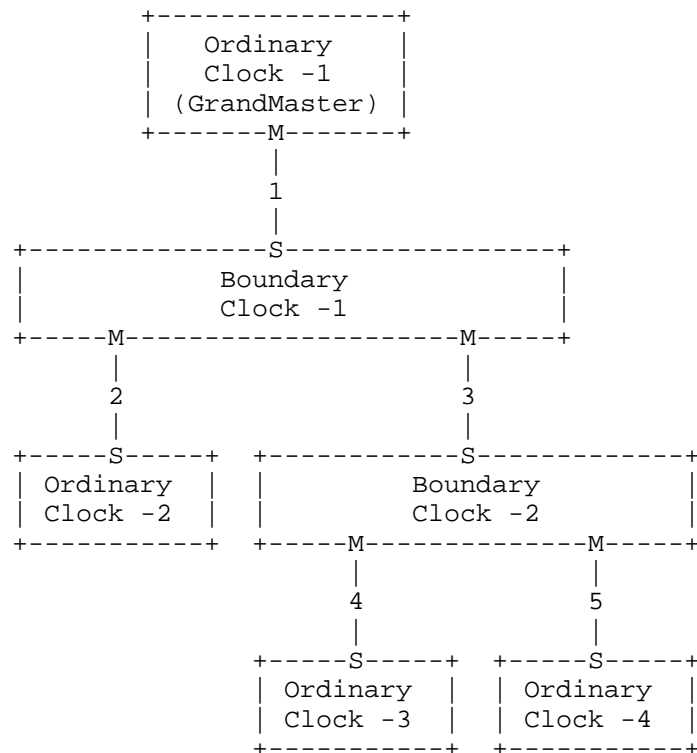 Ordinary
Clock -1
(GrandMaster)
M
1
S
Boundary
Clock -1
M M
2 3
S S
Ordinary Boundary
Clock -2 Clock -2
M M
4 5
S S
Ordinary Ordinary
Clock -3 Clock -4